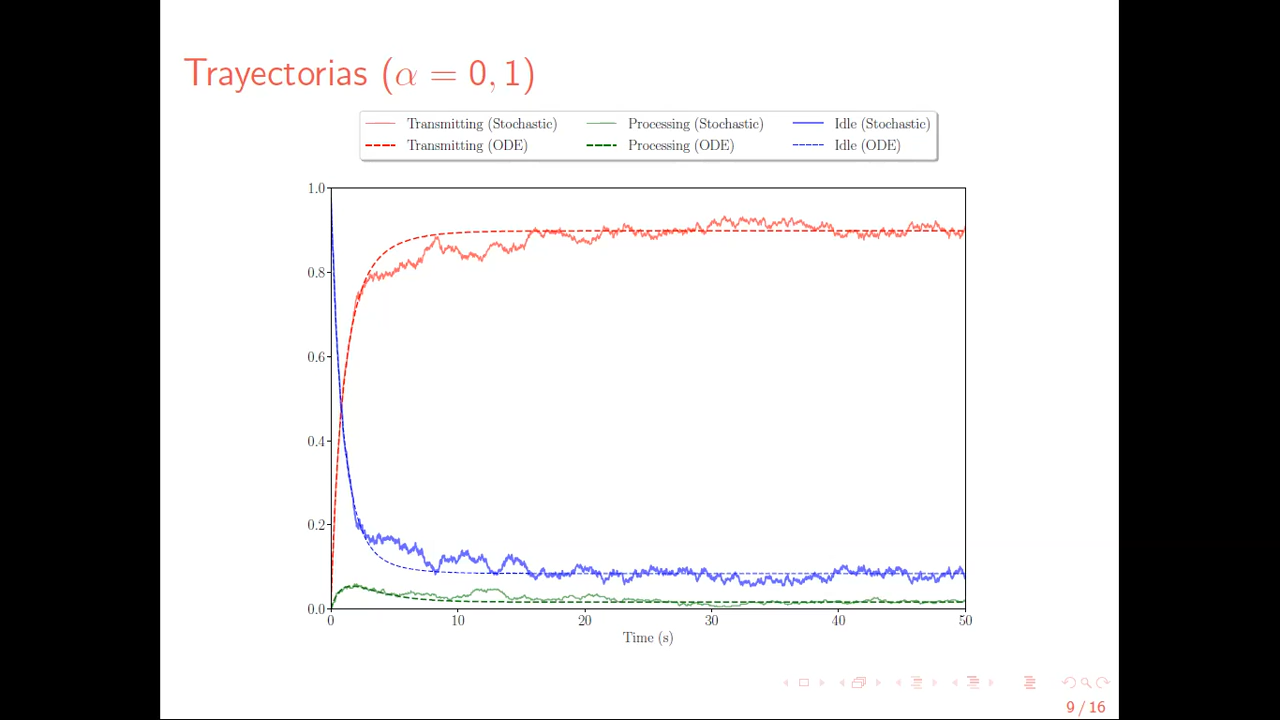 Trayectorias (α = 0, 1)
Transmitting (Stochastic) Processing (Stochastic) Idle (Stochastic)
Transmitting (ODE) Processing (ODE) Idle (ODE)
1.0
0.8
0.6
0.4
0.2
0.0
0 10 20 30 40 50
Time (s)
9 / 16